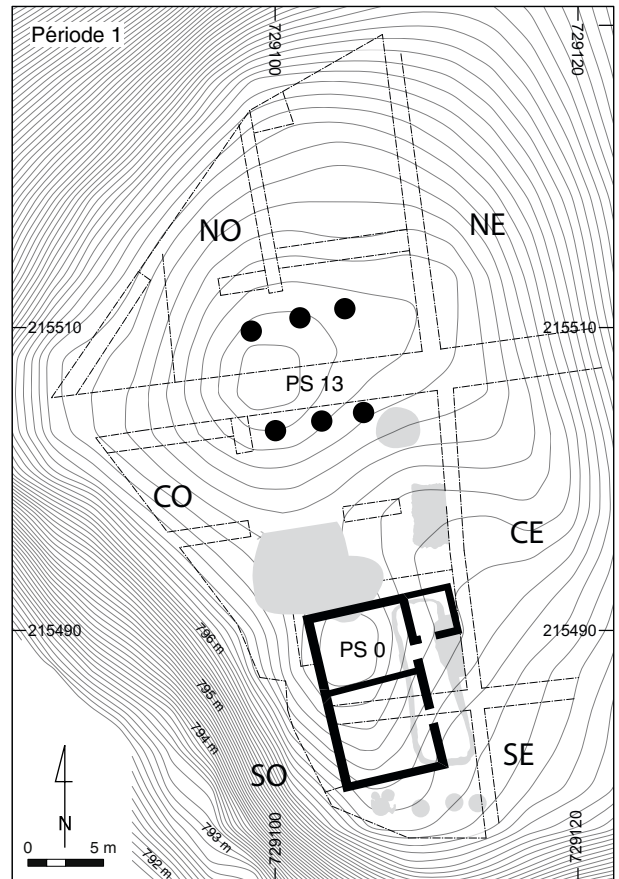 Période 1
729100
729120
NO
NE
215510
215510
PS 13
CO
CE
215490
215490
PS 0
796 m
795 m
794 m
SO
SE
N
0 5 m
793 m
792 m
729100
729120